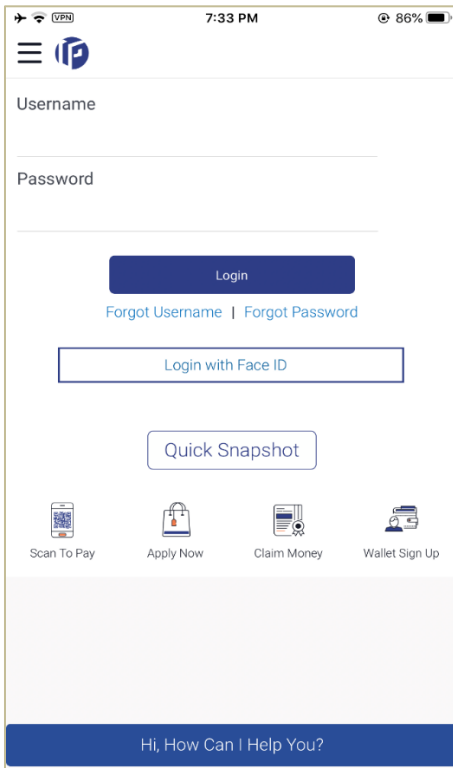 VPN 7:33 PM 86%
Username
Password
Login
Forgot Username | Forgot Password
Login with Face ID
Quick Snapshot
Scan To Pay Apply Now Claim Money Wallet Sign Up
Hi, How Can I Help You?